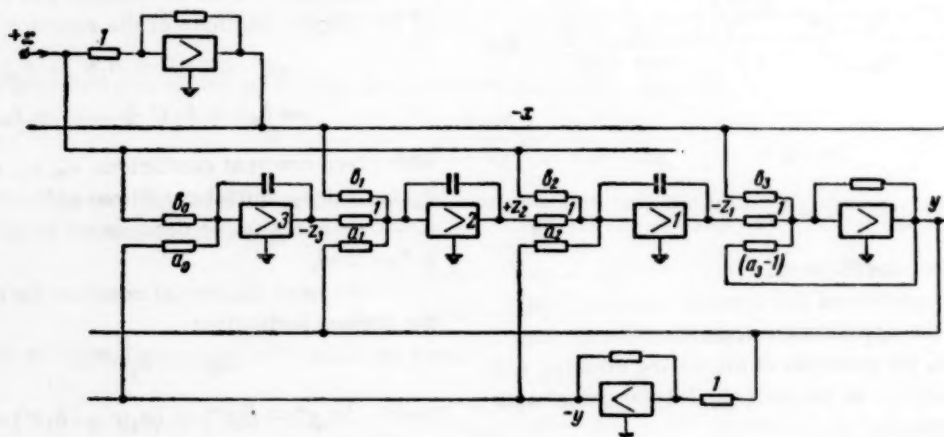 +x
1
>
-x
b₀
a₀
>3
-z₃
b₁
1
a₁
>2
+z₂
b₂
1
a₂
>1
-z₁
b₃
1
(a₃-1)
>
y
1
<
-y